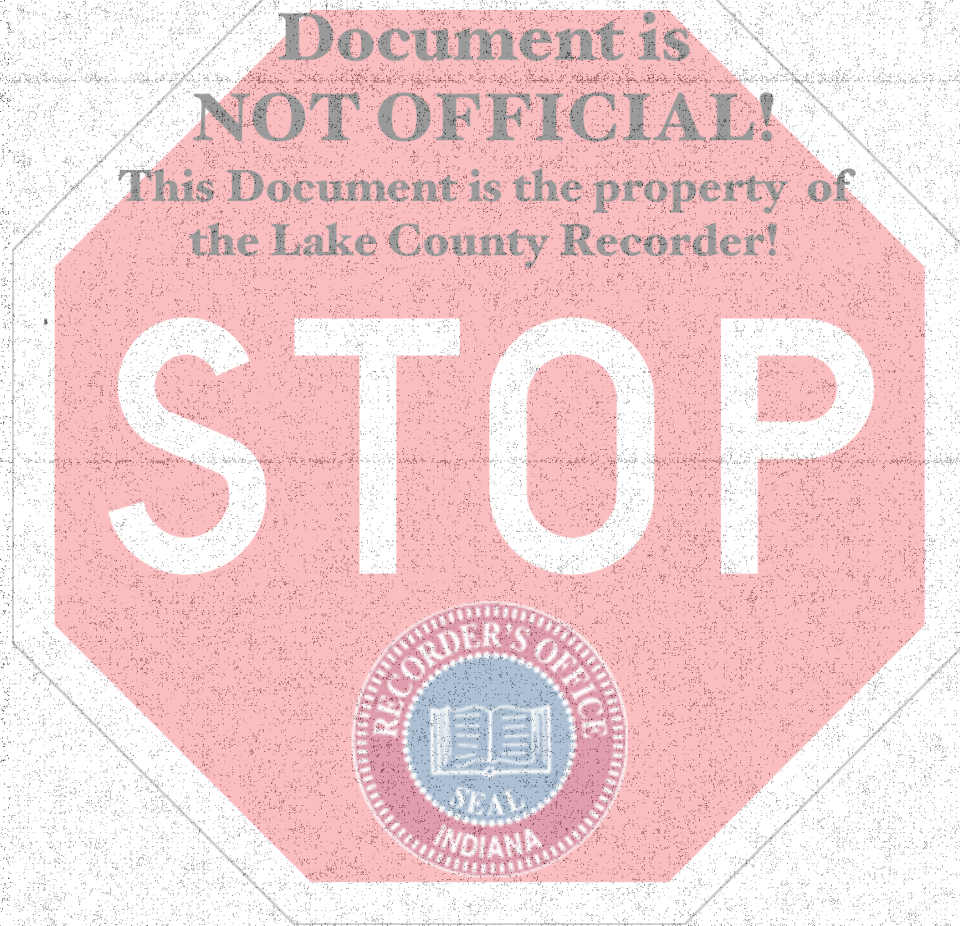 Document is
NOT OFFICIAL!
This Document is the property of
the Lake County Recorder!
STOP
RECORDER'S OFFICE
SEAL
INDIANA